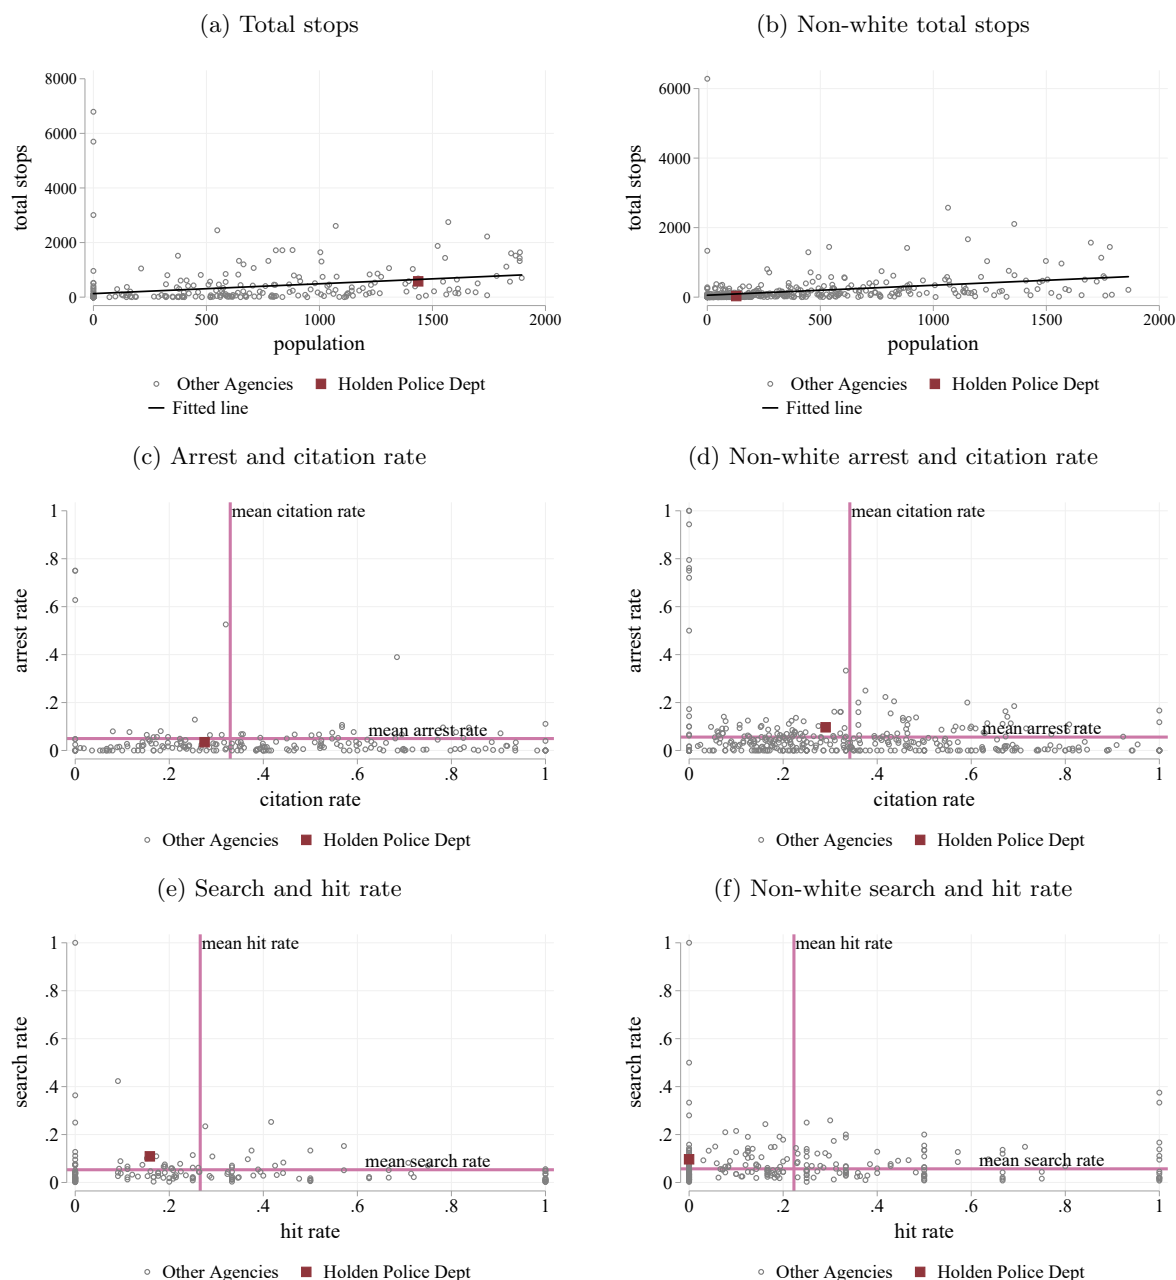 (a) Total stops
8000
6000
4000
2000
0
total stops
0 500 1000 1500 2000
population
Other Agencies Holden Police Dept
Fitted line
(b) Non-white total stops
6000
4000
2000
0
total stops
0 500 1000 1500 2000
population
Other Agencies Holden Police Dept
Fitted line
(c) Arrest and citation rate
mean citation rate
1
.8
.6
.4
.2
0
arrest rate
mean arrest rate
0 .2 .4 .6 .8 1
citation rate
Other Agencies Holden Police Dept
(d) Non-white arrest and citation rate
mean citation rate
1
.8
.6
.4
.2
0
arrest rate
mean arrest rate
0 .2 .4 .6 .8 1
citation rate
Other Agencies Holden Police Dept
(e) Search and hit rate
mean hit rate
1
.8
.6
.4
.2
0
search rate
mean search rate
0 .2 .4 .6 .8 1
hit rate
Other Agencies Holden Police Dept
(f) Non-white search and hit rate
mean hit rate
1
.8
.6
.4
.2
0
search rate
mean search rate
0 .2 .4 .6 .8 1
hit rate
Other Agencies Holden Police Dept